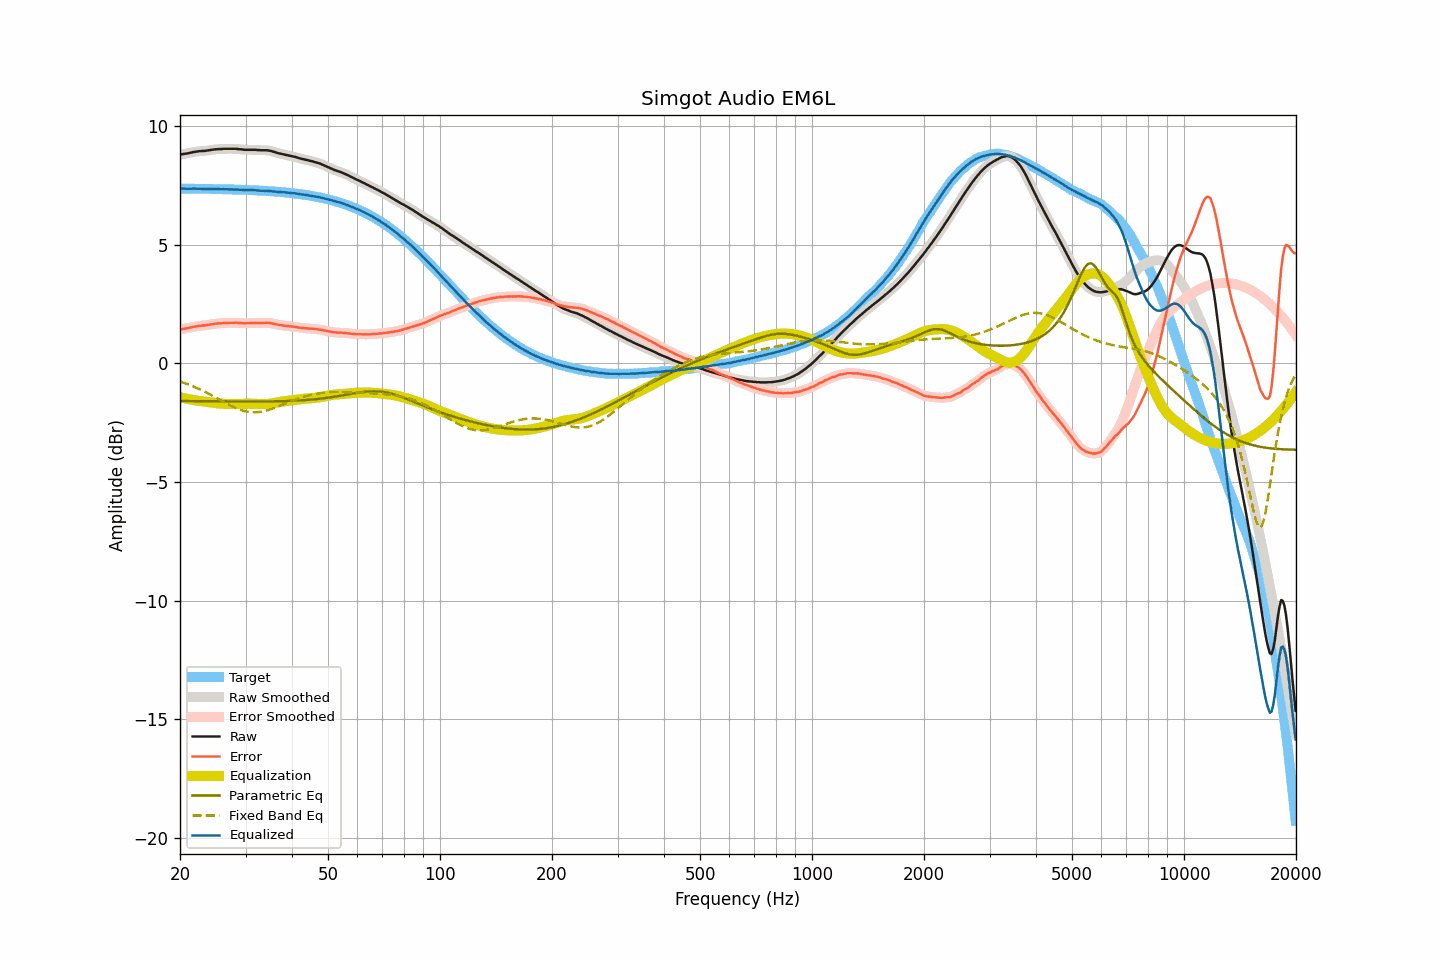 Simgot Audio EM6L
10
5
0
−5
−10
−15
−20
Amplitude (dBr)
Target
Raw Smoothed
Error Smoothed
Raw
Error
Equalization
Parametric Eq
Fixed Band Eq
Equalized
20 50 100 200 500 1000 2000 5000 10000 20000
Frequency (Hz)